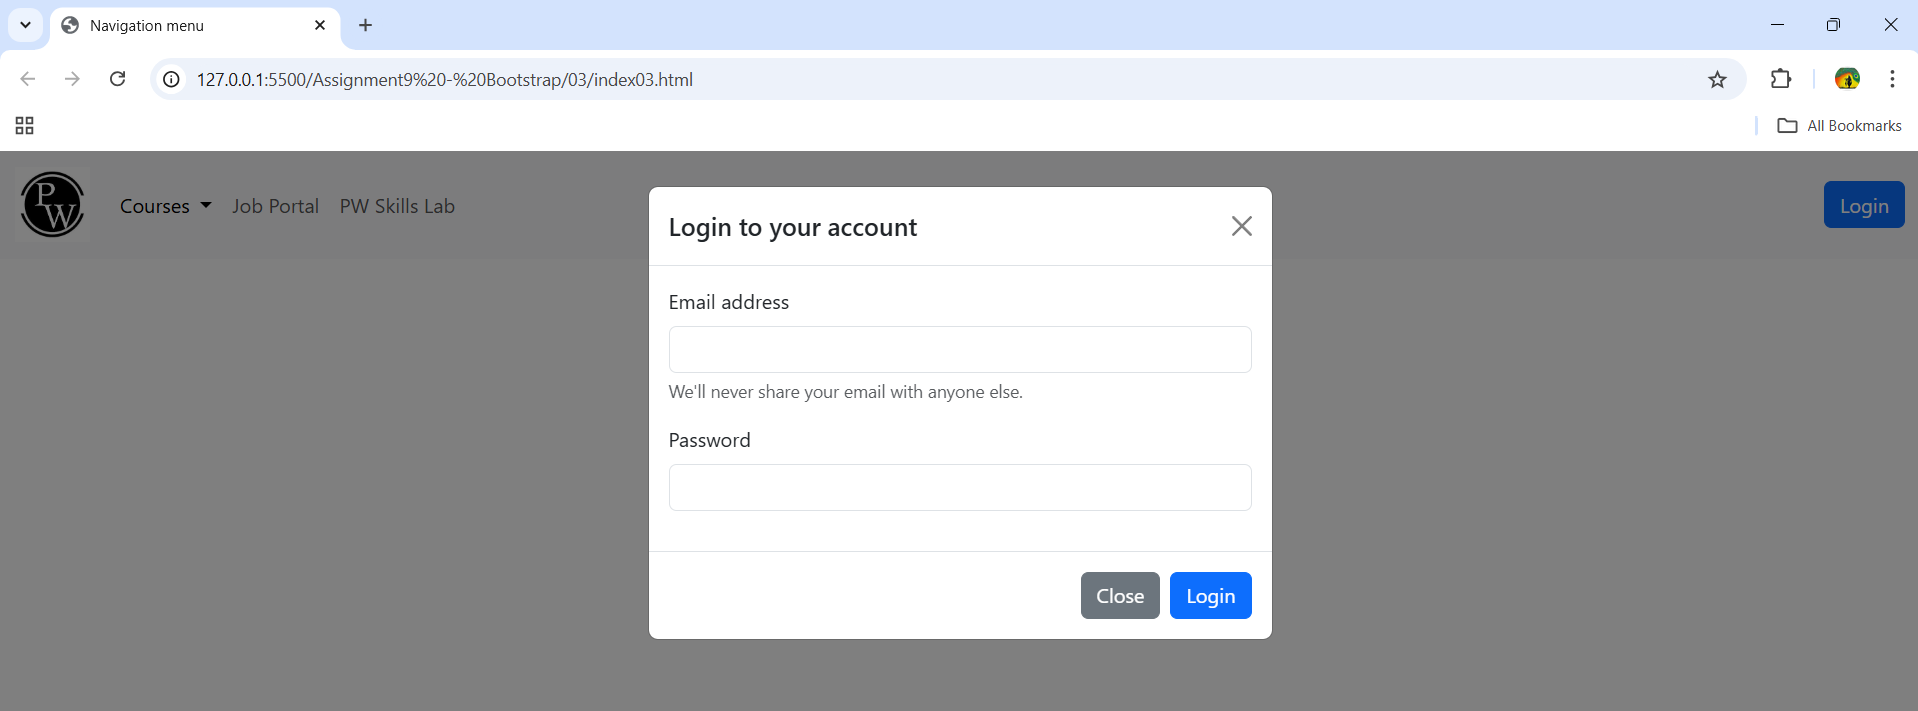 Navigation menu
127.0.0.1:5500/Assignment9%20-%20Bootstrap/03/index03.html
All Bookmarks
PW Courses Job Portal PW Skills Lab Login
Login to your account
Email address
We'll never share your email with anyone else.
Password
Close Login